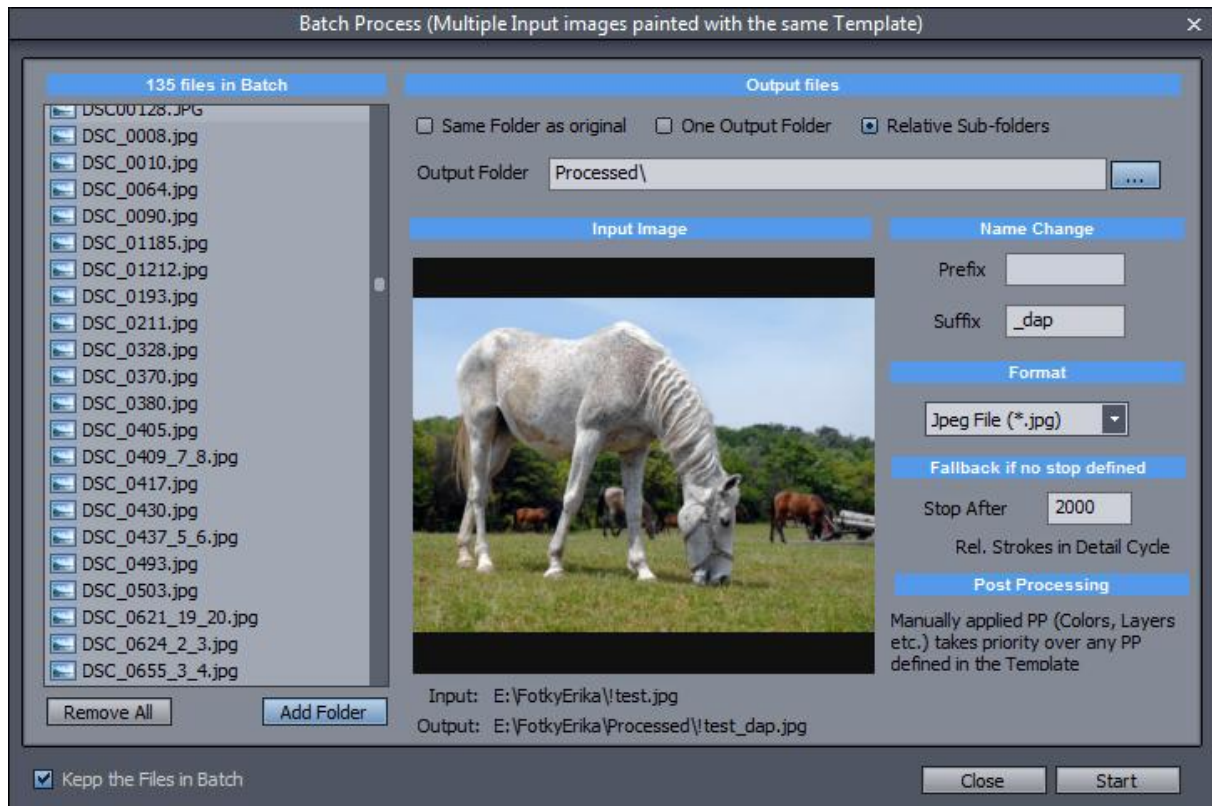 Batch Process (Multiple Input images painted with the same Template)
135 files in Batch
DSC00128.JPG
DSC_0008.jpg
DSC_0010.jpg
DSC_0064.jpg
DSC_0090.jpg
DSC_01185.jpg
DSC_01212.jpg
DSC_0193.jpg
DSC_0211.jpg
DSC_0328.jpg
DSC_0370.jpg
DSC_0380.jpg
DSC_0405.jpg
DSC_0409_7_8.jpg
DSC_0417.jpg
DSC_0430.jpg
DSC_0437_5_6.jpg
DSC_0493.jpg
DSC_0503.jpg
DSC_0621_19_20.jpg
DSC_0624_2_3.jpg
DSC_0655_3_4.jpg
Remove All
Add Folder
Output files
Same Folder as original
One Output Folder
Relative Sub-folders
Output Folder
Processed\
...
Input Image
Input: E:\FotkyErika\!test.jpg
Output: E:\FotkyErika\Processed\!test_dap.jpg
Name Change
Prefix
Suffix
_dap
Format
Jpeg File (*.jpg)
Fallback if no stop defined
Stop After
2000
Rel. Strokes in Detail Cycle
Post Processing
Manually applied PP (Colors, Layers
etc.) takes priority over any PP
defined in the Template
Kepp the Files in Batch
Close
Start